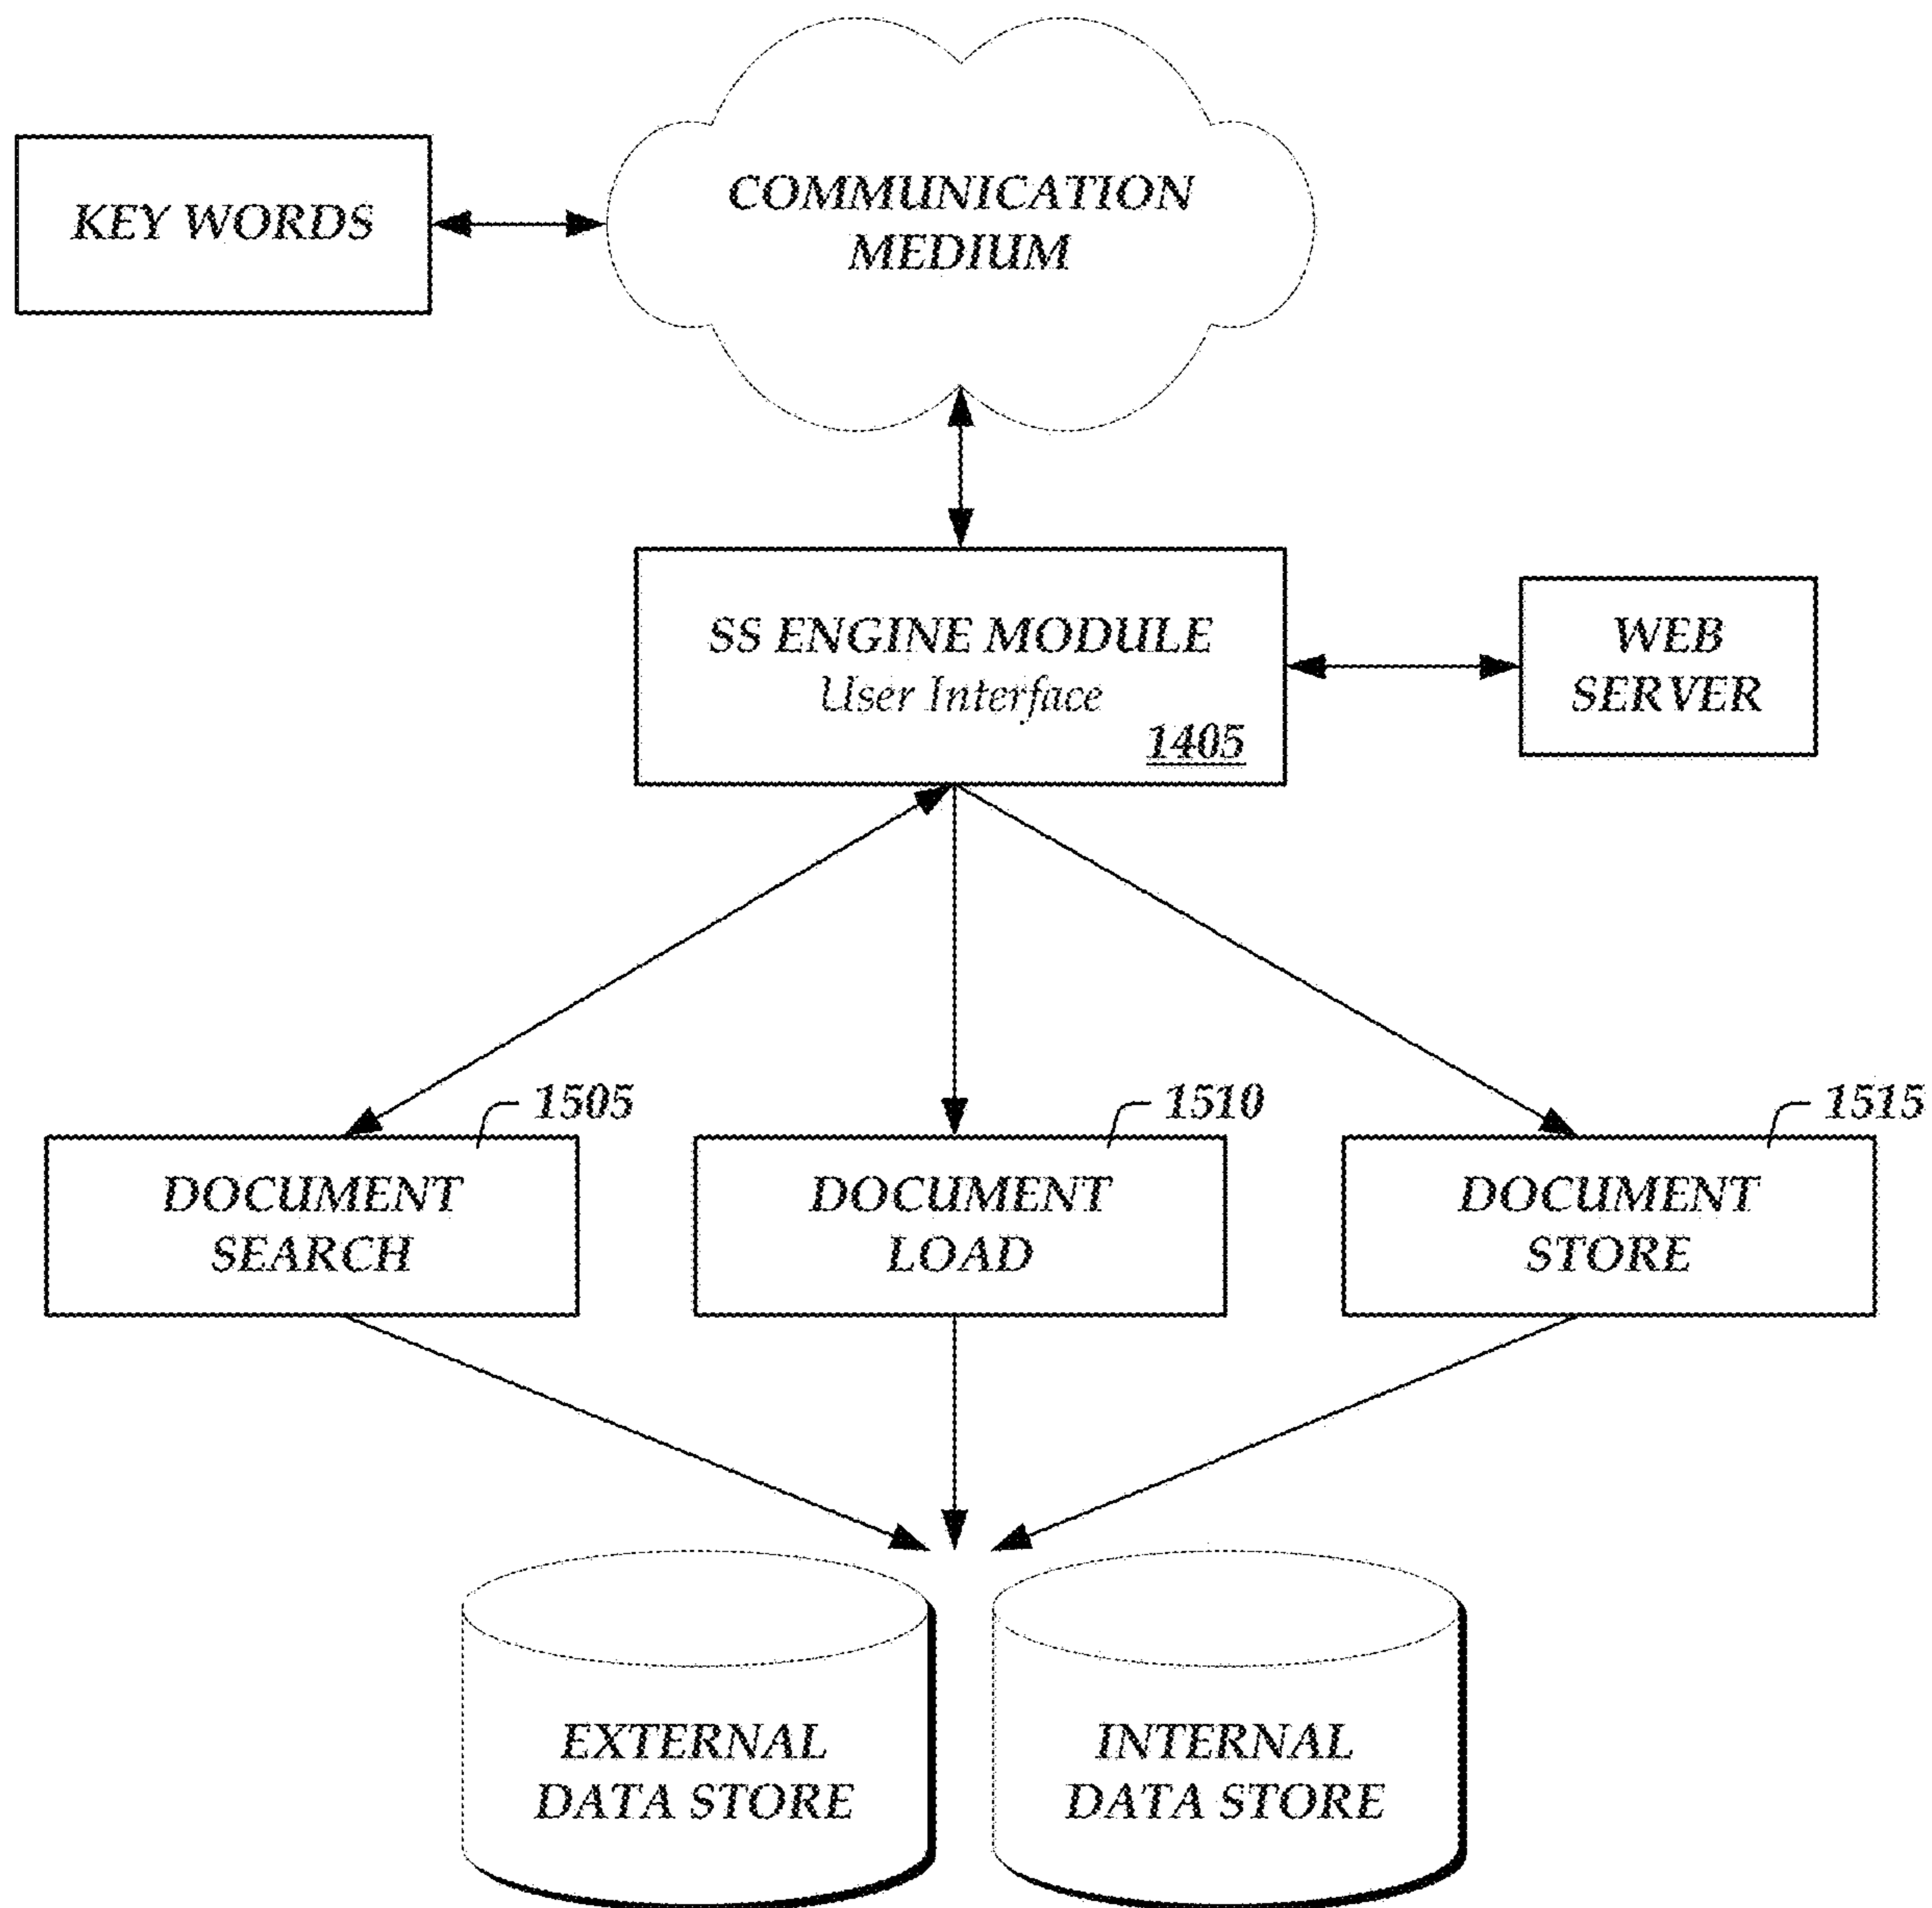 COMMUNICATION
MEDIUM
KEY WORDS
SS ENGINE MODULE
User Interface
1405
WEB
SERVER
1505
DOCUMENT
SEARCH
1510
DOCUMENT
LOAD
1515
DOCUMENT
STORE
EXTERNAL
DATA STORE
INTERNAL
DATA STORE